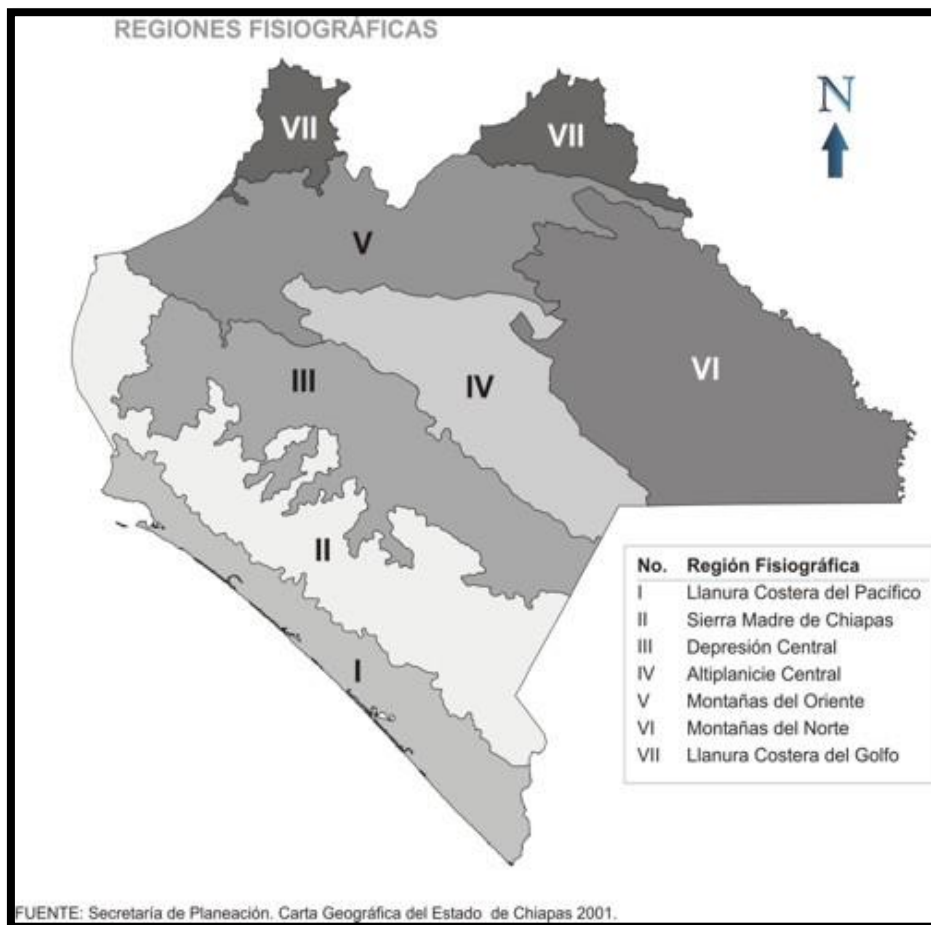 REGIONES FISIOGRÁFICAS
N
VII
VII
V
VI
III
IV
II
I
No. Región Fisiográfica
I Llanura Costera del Pacífico
II Sierra Madre de Chiapas
III Depresión Central
IV Altiplanicie Central
V Montañas del Oriente
VI Montañas del Norte
VII Llanura Costera del Golfo
FUENTE: Secretaría de Planeación. Carta Geográfica del Estado de Chiapas 2001.